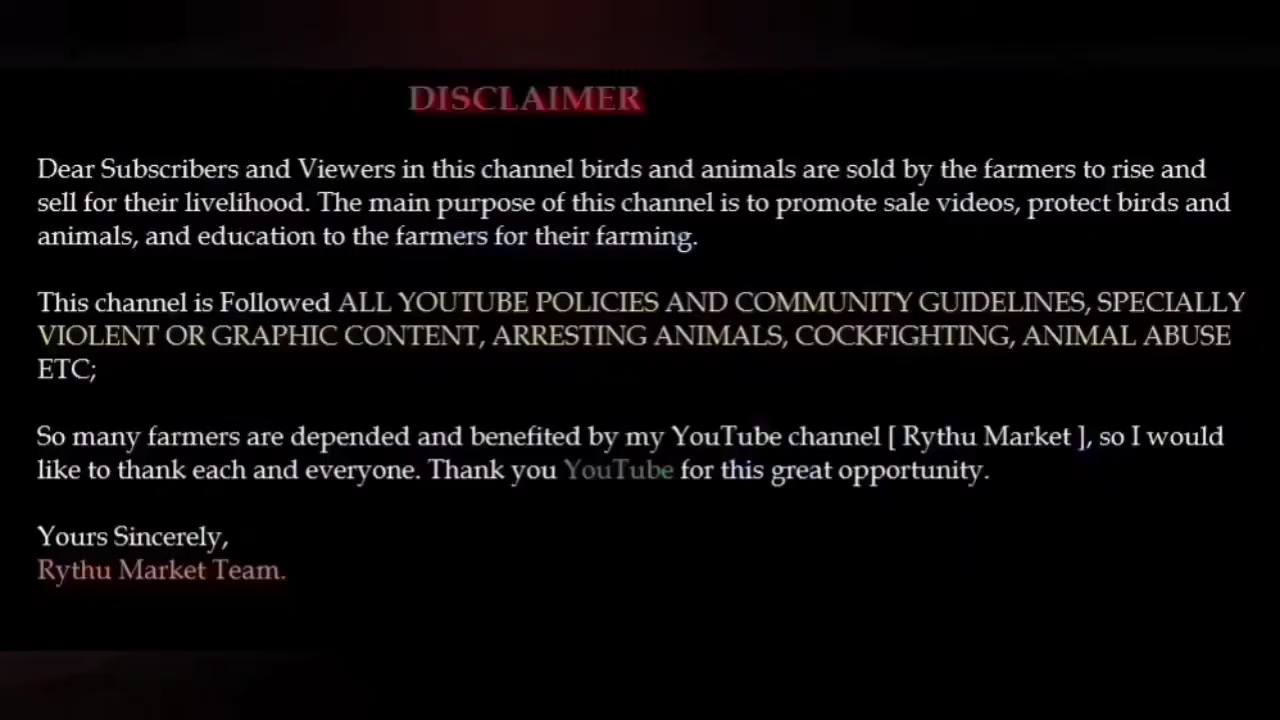 DISCLAIMER
Dear Subscribers and Viewers in this channel birds and animals are sold by the farmers to rise and
sell for their livelihood. The main purpose of this channel is to promote sale videos, protect birds and
animals, and education to the farmers for their farming.
This channel is Followed ALL YOUTUBE POLICIES AND COMMUNITY GUIDELINES, SPECIALLY
VIOLENT OR GRAPHIC CONTENT, ARRESTING ANIMALS, COCKFIGHTING, ANIMAL ABUSE
ETC;
So many farmers are depended and benefited by my YouTube channel [ Rythu Market ], so I would
like to thank each and everyone. Thank you YouTube for this great opportunity.
Yours Sincerely,
Rythu Market Team.